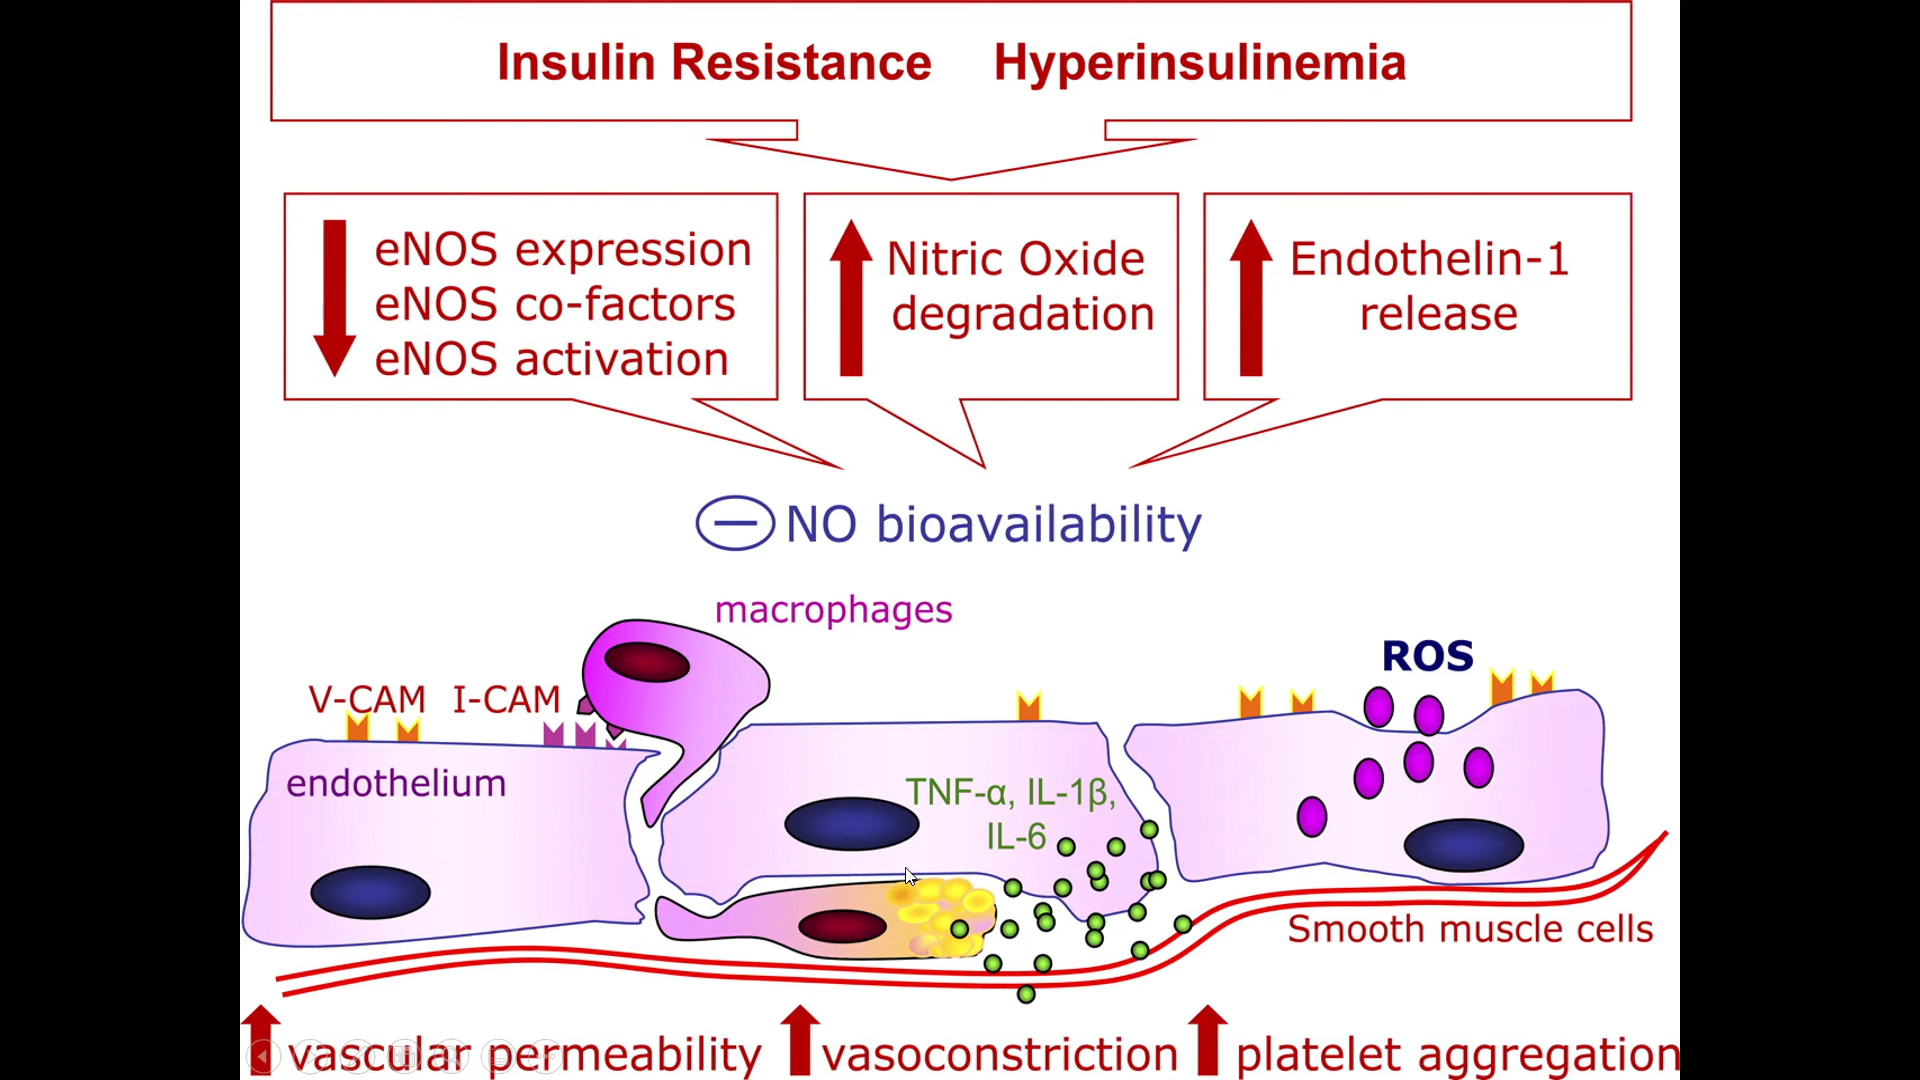 Insulin Resistance Hyperinsulinemia
eNOS expression
eNOS co-factors
eNOS activation
Nitric Oxide
degradation
Endothelin-1
release
NO bioavailability
macrophages
ROS
V-CAM I-CAM
endothelium
TNF-α, IL-1β,
IL-6
Smooth muscle cells
vascular permeability
vasoconstriction
platelet aggregation